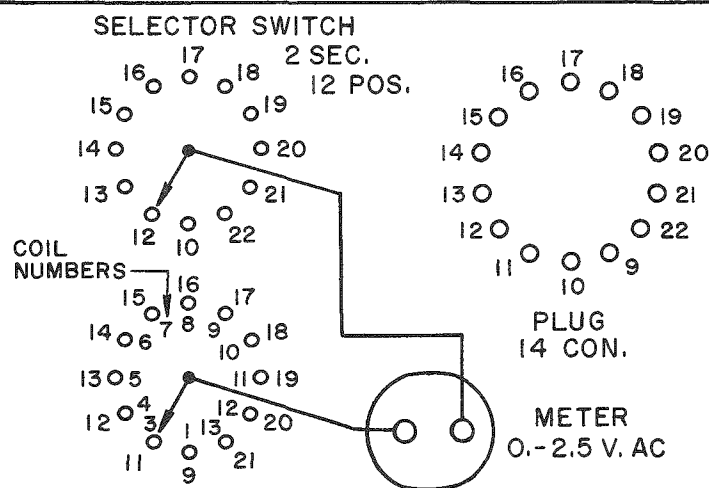 SELECTOR SWITCH
2 SEC.
12 POS.
17
16 18
15 19
14 20
13 21
12 22
10
17
16 18
15 19
14 20
13 21
12 22
11 9
10
PLUG
14 CON.
COIL
NUMBERS
16
15 17
7 8 9
14 6 10 18
13 5 11 19
12 4 12 20
3 1 13
11 9 21
METER
0.-2.5 V. AC